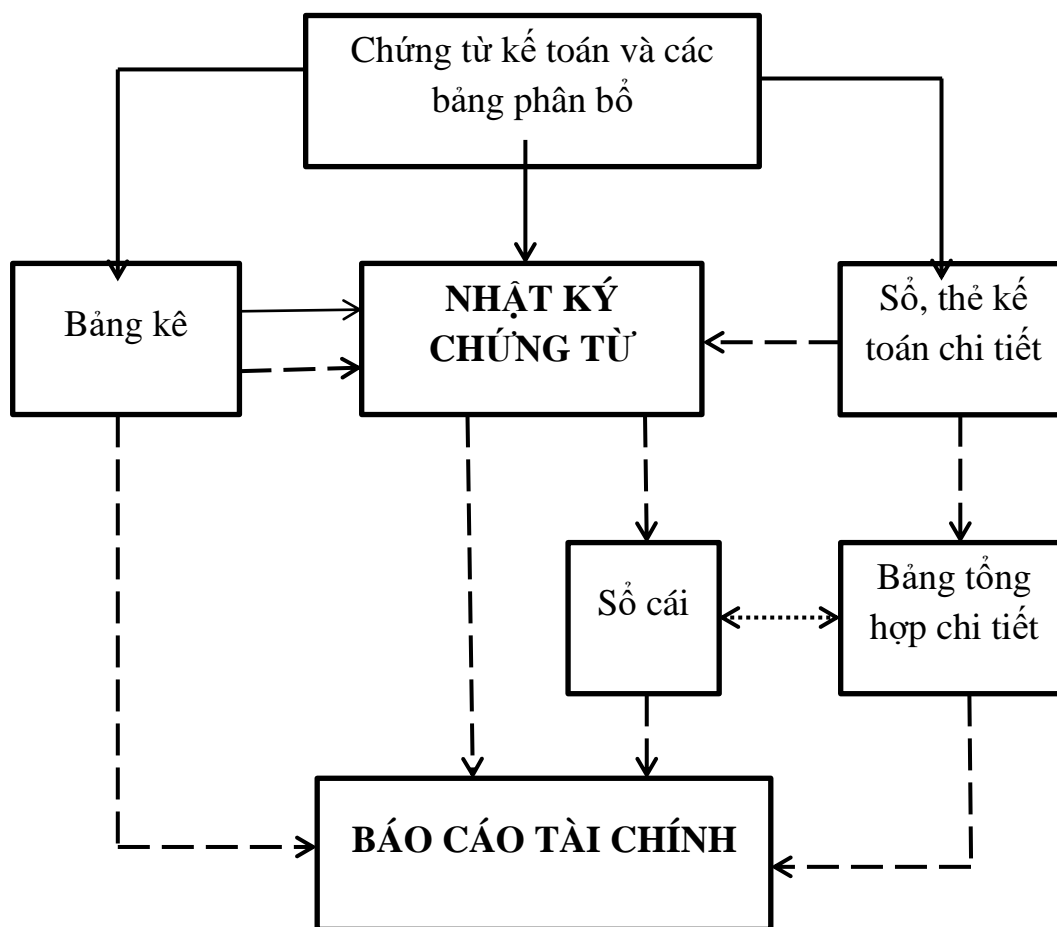 Chứng từ kế toán và các
bảng phân bổ
Bảng kê
NHẬT KÝ
CHỨNG TỪ
Sổ, thẻ kế
toán chi tiết
Sổ cái
Bảng tổng
hợp chi tiết
BÁO CÁO TÀI CHÍNH